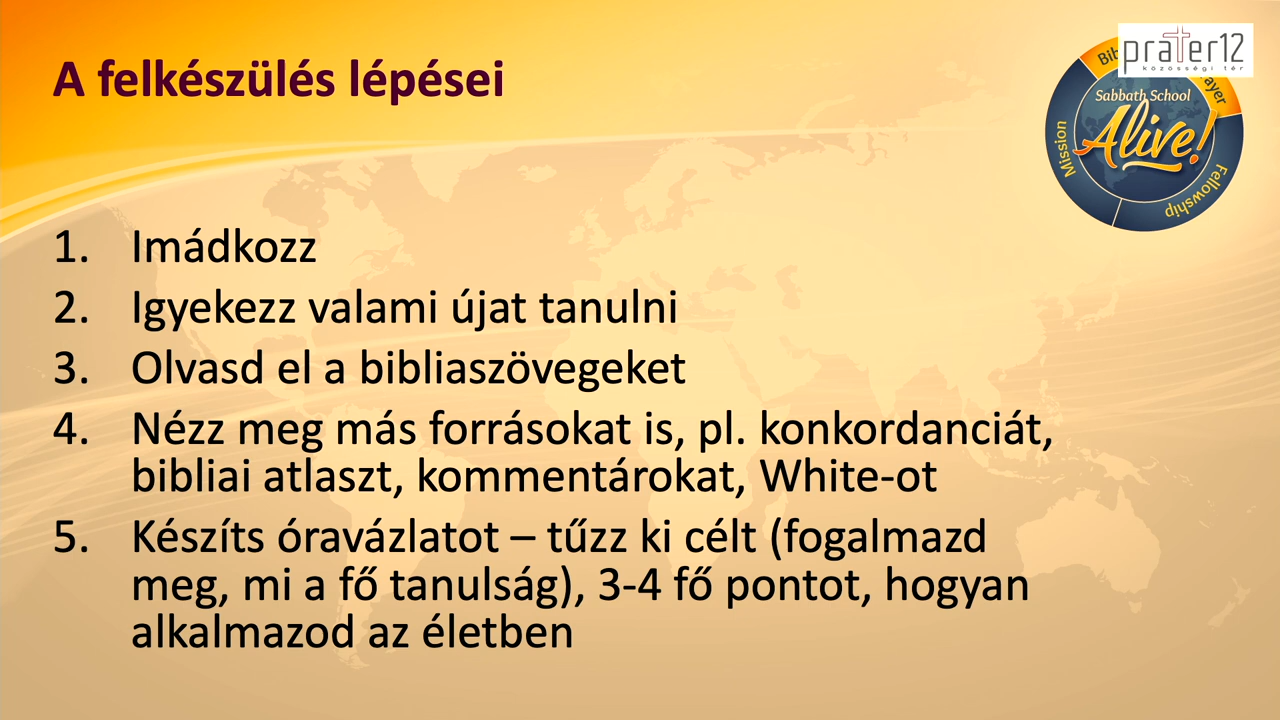 A felkészülés lépései
prater12
közösségi tér
Sabbath School
Alive!
Mission
Fellowship
1. Imádkozz
2. Igyekezz valami újat tanulni
3. Olvasd el a bibliaszövegeket
4. Nézz meg más forrásokat is, pl. konkordanciát,
bibliai atlaszt, kommentárokat, White-ot
5. Készíts óravázlatot – tűzz ki célt (fogalmazd
meg, mi a fő tanulság), 3-4 fő pontot, hogyan
alkalmazod az életben